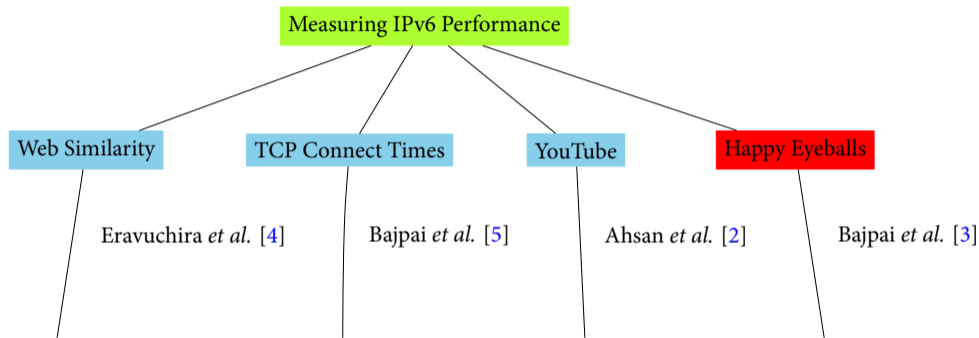 Measuring IPv6 Performance
Web Similarity
TCP Connect Times
YouTube
Happy Eyeballs
Eravuchira et al. [4]
Bajpai et al. [5]
Ahsan et al. [2]
Bajpai et al. [3]